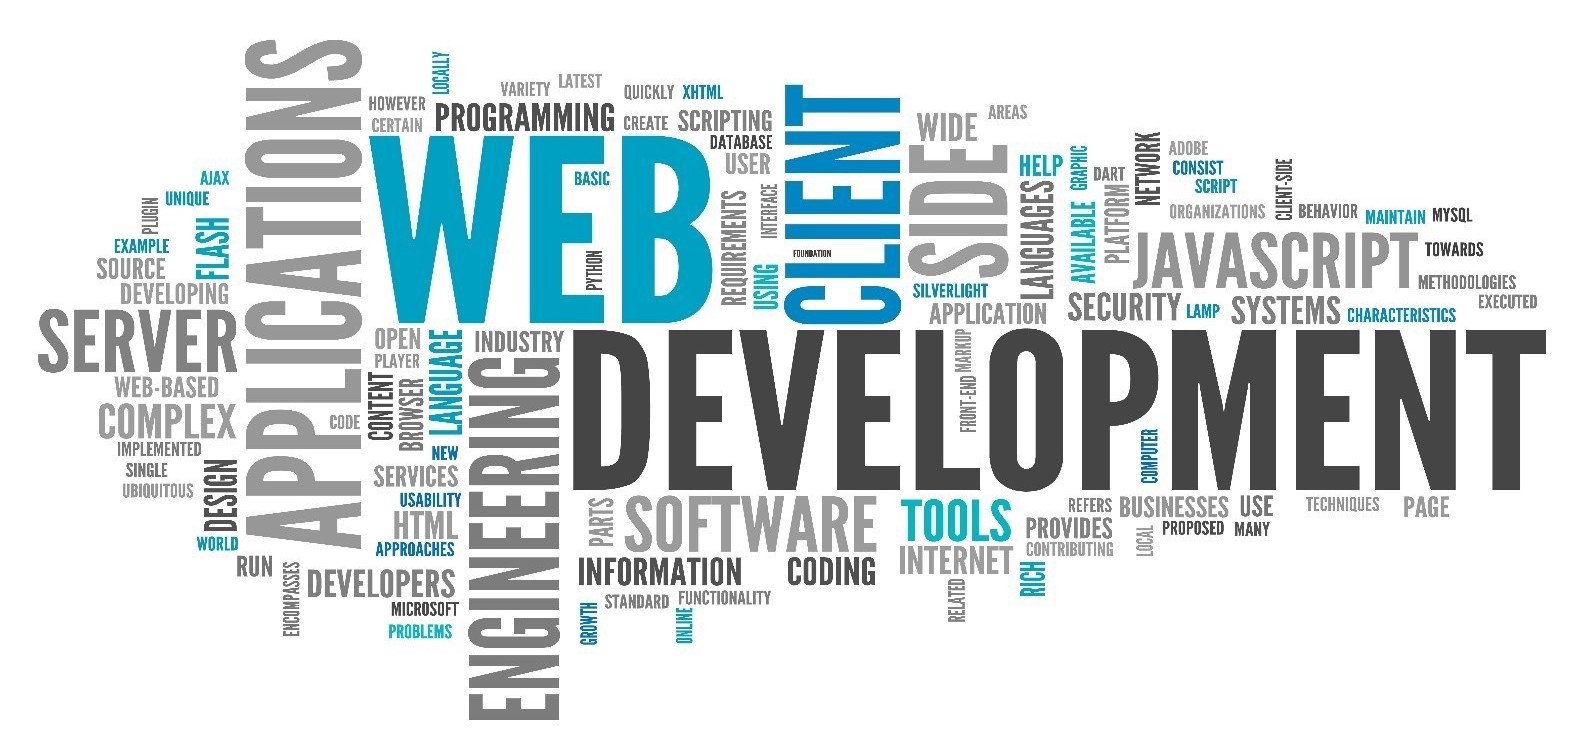 LOCALLY
VARIETY
LATEST
HOWEVER
CERTAIN
PROGRAMMING
QUICKLY
XHTML
CREATE
SCRIPTING
DATABASE
USER
WEB
BASIC
PYTHON
APPLICATIONS
CODE
AJAX
UNIQUE
PLUGIN
FLASH
EXAMPLE
SOURCE
DEVELOPING
SERVER
WEB-BASED
COMPLEX
IMPLEMENTED
SINGLE
UBIQUITOUS
DESIGN
WORLD
RUN
ENCOMPASSES
REQUIREMENTS
INTERFACE
USING
CLIENT
FOUNDATION
WIDE
AREAS
SIDE
SILVERLIGHT
APPLICATION
HELP
LANGUAGES
GRAPHIC
AVAILABLE
DART
PLATFORM
NETWORK
ADOBE
CONSIST
SCRIPT
ORGANIZATIONS
CLIENT-SIDE
BEHAVIOR
MAINTAIN
MYSQL
JAVASCRIPT
TOWARDS
METHODOLOGIES
EXECUTED
SECURITY
LAMP
SYSTEMS
CHARACTERISTICS
OPEN
PLAYER
CONTENT
BROWSER
LANGUAGE
INDUSTRY
NEW
SERVICES
USABILITY
HTML
APPROACHES
DEVELOPERS
MICROSOFT
PROBLEMS
ENGINEERING
DEVELOPMENT
MARKUP
FRONT-END
COMPUTER
PARTS
SOFTWARE
INFORMATION
CODING
GROWTH
STANDARD
FUNCTIONALITY
ONLINE
TOOLS
INTERNET
RELATED
RICH
REFERS
PROVIDES
CONTRIBUTING
BUSINESSES
USE
LOCAL
PROPOSED
MANY
TECHNIQUES
PAGE